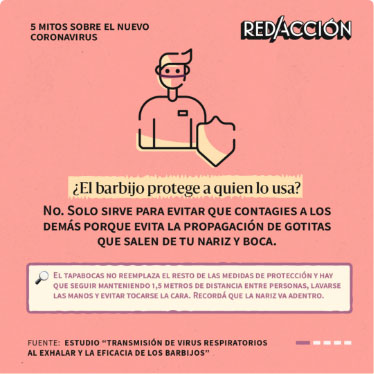 5 MITOS SOBRE EL NUEVO
CORONAVIRUS
RED/ACCIÓN
¿El barbijo protege a quien lo usa?
NO. SOLO SIRVE PARA EVITAR QUE CONTAGIES A LOS
DEMÁS PORQUE EVITA LA PROPAGACIÓN DE GOTITAS
QUE SALEN DE TU NARIZ Y BOCA.
EL TAPABOCAS NO REEMPLAZA EL RESTO DE LAS MEDIDAS DE PROTECCIÓN Y HAY
QUE SEGUIR MANTENIENDO 1,5 METROS DE DISTANCIA ENTRE PERSONAS, LAVARSE
LAS MANOS Y EVITAR TOCARSE LA CARA. RECORDÁ QUE LA NARIZ VA ADENTRO.
FUENTE: ESTUDIO “TRANSMISIÓN DE VIRUS RESPIRATORIOS
AL EXHALAR Y LA EFICACIA DE LOS BARBIJOS”